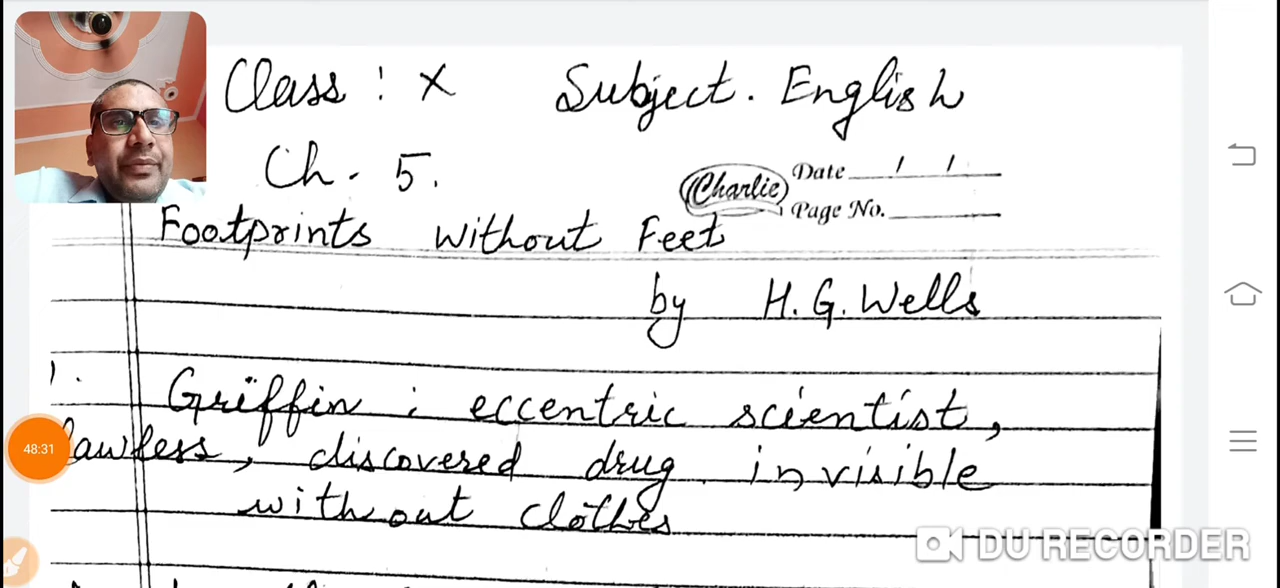 Class : X Subject. English
Ch. 5.
Charlie
Date / /
Page No.
Footprints without Feet
by H.G. Wells
1. Griffin : eccentric scientist,
lawless, discovered drug. invisible
without clothes
48:31
DU RECORDER